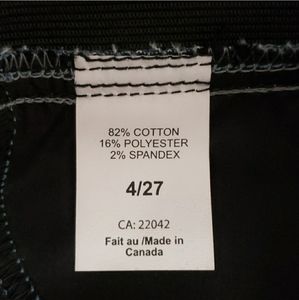 82% COTTON
16% POLYESTER
2% SPANDEX
4/27
CA: 22042
Fait au /Made in
Canada